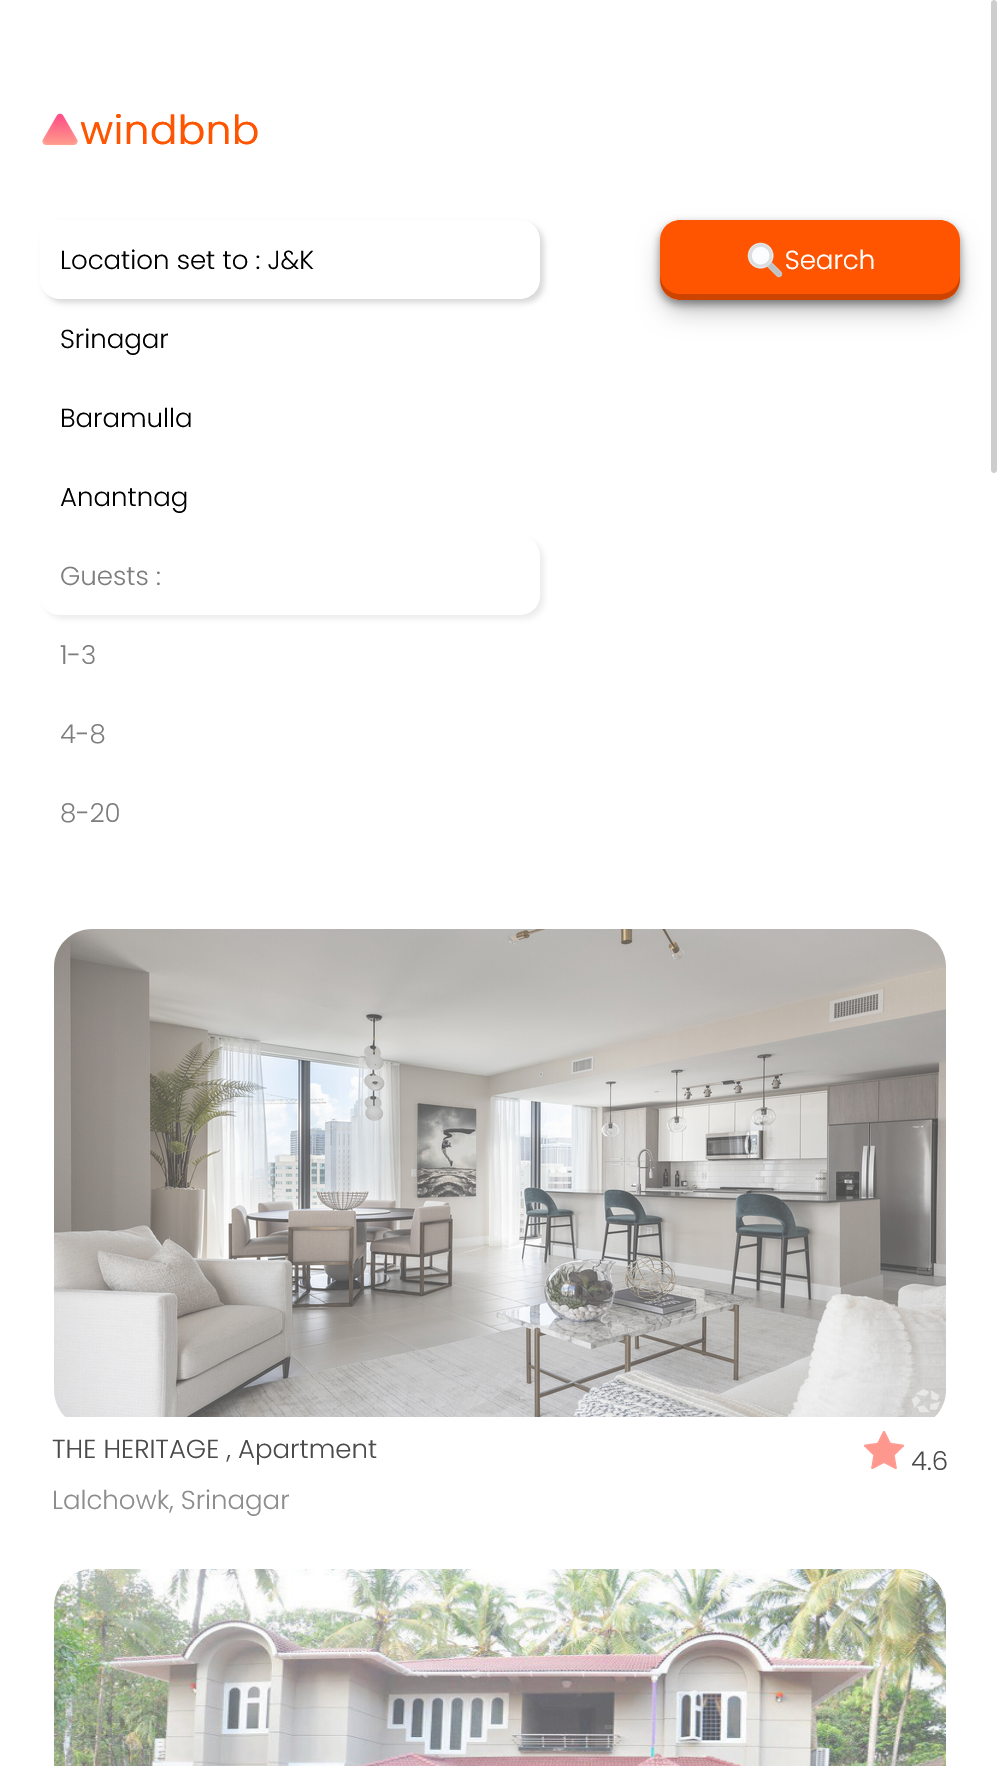 windbnb
Location set to : J&K
Search
Srinagar
Baramulla
Anantnag
Guests :
1-3
4-8
8-20
THE HERITAGE , Apartment
4.6
Lalchowk, Srinagar